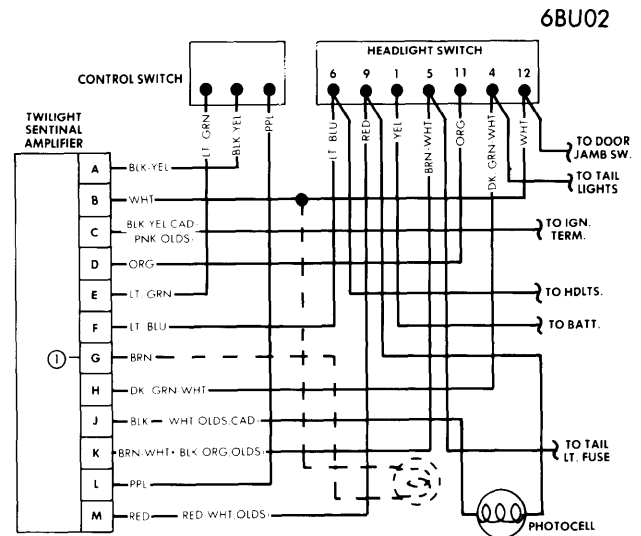 6BU02
HEADLIGHT SWITCH
CONTROL SWITCH
6 9 1 5 11 4 12
TWILIGHT
SENTINAL
AMPLIFIER
LT. GRN
BLK YEL
PPL
LT BLU
RED
YEL
BRN-WHT
ORG
DK. GRN-WHT
WHT
TO DOOR
JAMB SW.
TO TAIL
LIGHTS
A BLK-YEL
B WHT
C BLK YEL CAD
PNK OLDS
TO IGN.
TERM.
D ORG
E LT. GRN
TO HDLTS.
F LT BLU
TO BATT.
1 G BRN
H DK GRN-WHT
J BLK WHT OLDS,CAD
K BRN-WHT BLK ORG,OLDS
TO TAIL
LT. FUSE
L PPL
M RED RED WHT,OLDS
PHOTOCELL